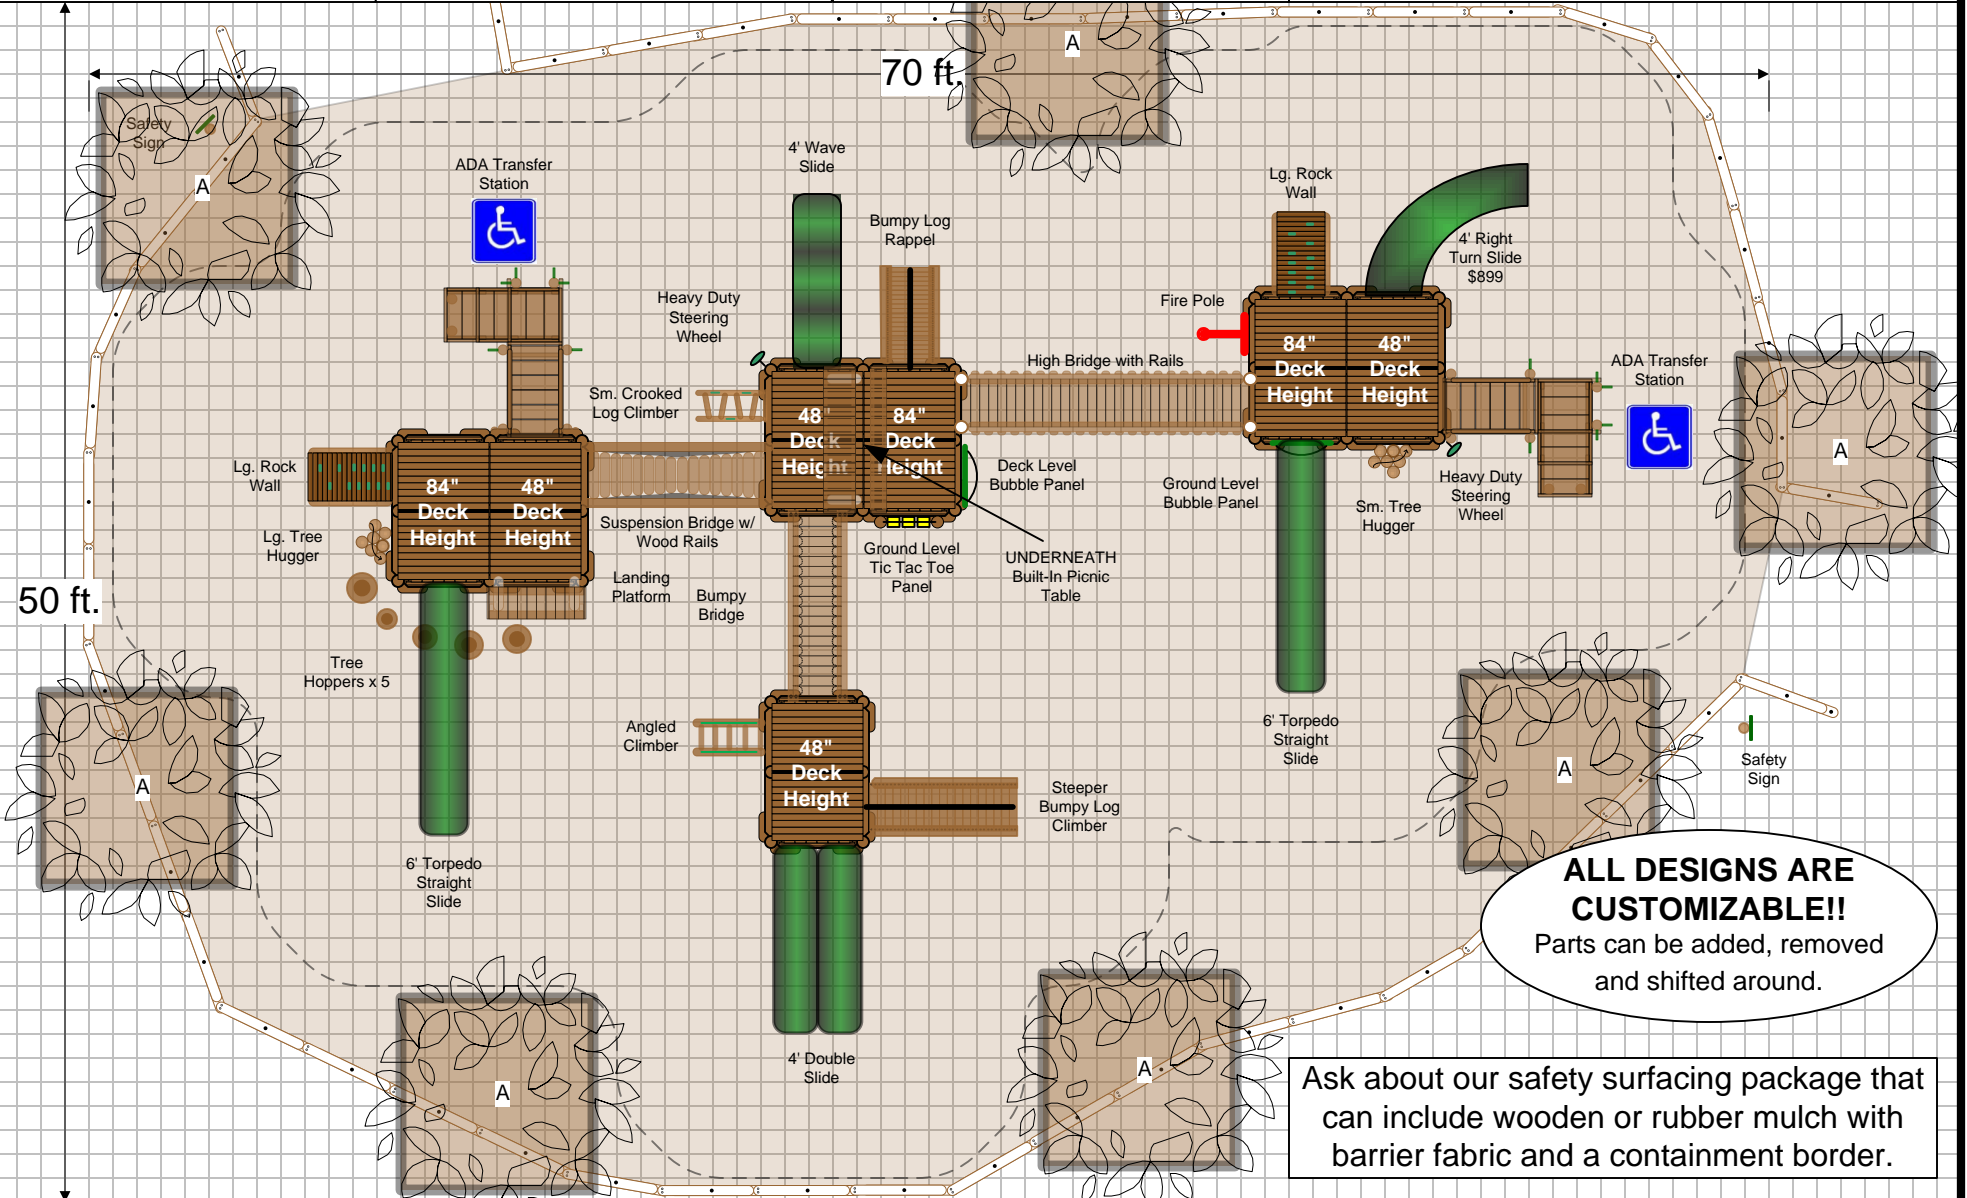 70 ft.
A
Safety
Sign
A
ADA Transfer
Station
4' Wave
Slide
Bumpy Log
Rappel
Lg. Rock
Wall
4' Right
Turn Slide
$899
Heavy Duty
Steering
Wheel
Fire Pole
High Bridge with Rails
84"
Deck
Height
48"
Deck
Height
ADA Transfer
Station
Sm. Crooked
Log Climber
48"
Deck
Height
84"
Deck
Height
A
Lg. Rock
Wall
84"
Deck
Height
48"
Deck
Height
Deck Level
Bubble Panel
Ground Level
Bubble Panel
Sm. Tree
Hugger
Heavy Duty
Steering
Wheel
Lg. Tree
Hugger
Suspension Bridge w/
Wood Rails
Ground Level
Tic Tac Toe
Panel
UNDERNEATH
Built-In Picnic
Table
50 ft.
Landing
Platform
Bumpy
Bridge
Tree
Hoppers x 5
Angled
Climber
48"
Deck
Height
6' Torpedo
Straight
Slide
Safety
Sign
A
A
Steeper
Bumpy Log
Climber
6' Torpedo
Straight
Slide
ALL DESIGNS ARE
CUSTOMIZABLE!!
Parts can be added, removed
and shifted around.
4' Double
Slide
A
A
Ask about our safety surfacing package that
can include wooden or rubber mulch with
barrier fabric and a containment border.